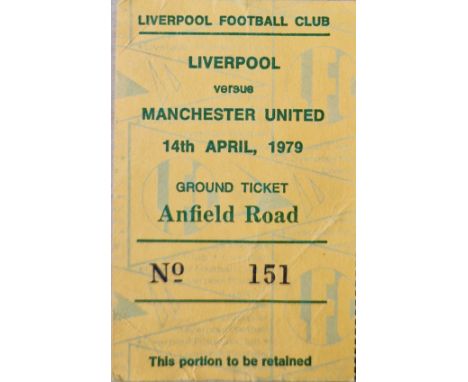 LIVERPOOL FOOTBALL CLUB
LIVERPOOL
versus
MANCHESTER UNITED
14th APRIL, 1979
GROUND TICKET
Anfield Road
Nº 151
This portion to be retained